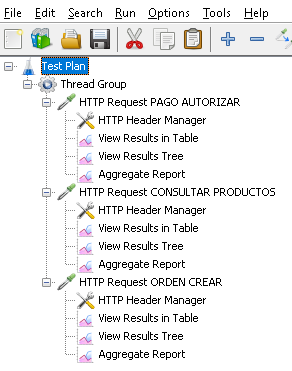 File Edit Search Run Options Tools Help
Test Plan
Thread Group
HTTP Request PAGO AUTORIZAR
HTTP Header Manager
View Results in Table
View Results Tree
Aggregate Report
HTTP Request CONSULTAR PRODUCTOS
HTTP Header Manager
View Results in Table
View Results Tree
Aggregate Report
HTTP Request ORDEN CREAR
HTTP Header Manager
View Results in Table
View Results Tree
Aggregate Report